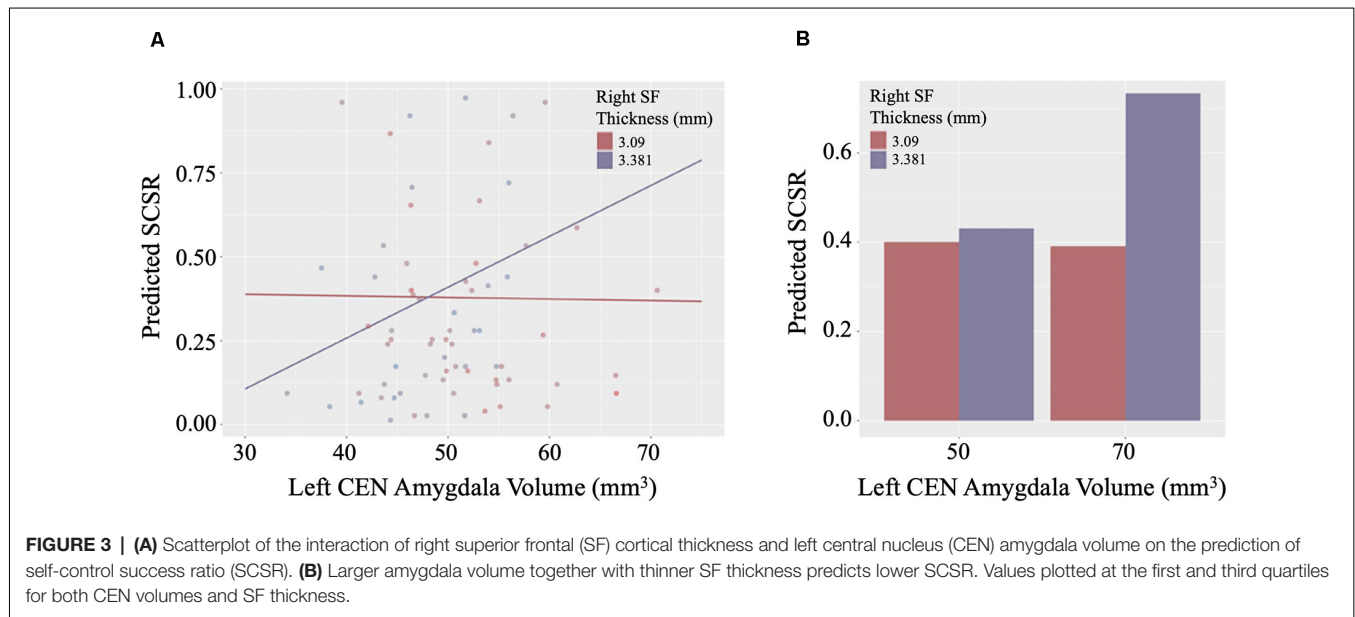 A
1.00
0.75
0.50
0.25
0.00
Predicted SCSR
30 40 50 60 70
Left CEN Amygdala Volume (mm³)
Right SF
Thickness (mm)
3.09
3.381
B
0.6
0.4
0.2
0.0
Predicted SCSR
50 70
Left CEN Amygdala Volume (mm³)
Right SF
Thickness (mm)
3.09
3.381
FIGURE 3 | (A) Scatterplot of the interaction of right superior frontal (SF) cortical thickness and left central nucleus (CEN) amygdala volume on the prediction of
self-control success ratio (SCSR). (B) Larger amygdala volume together with thinner SF thickness predicts lower SCSR. Values plotted at the first and third quartiles
for both CEN volumes and SF thickness.